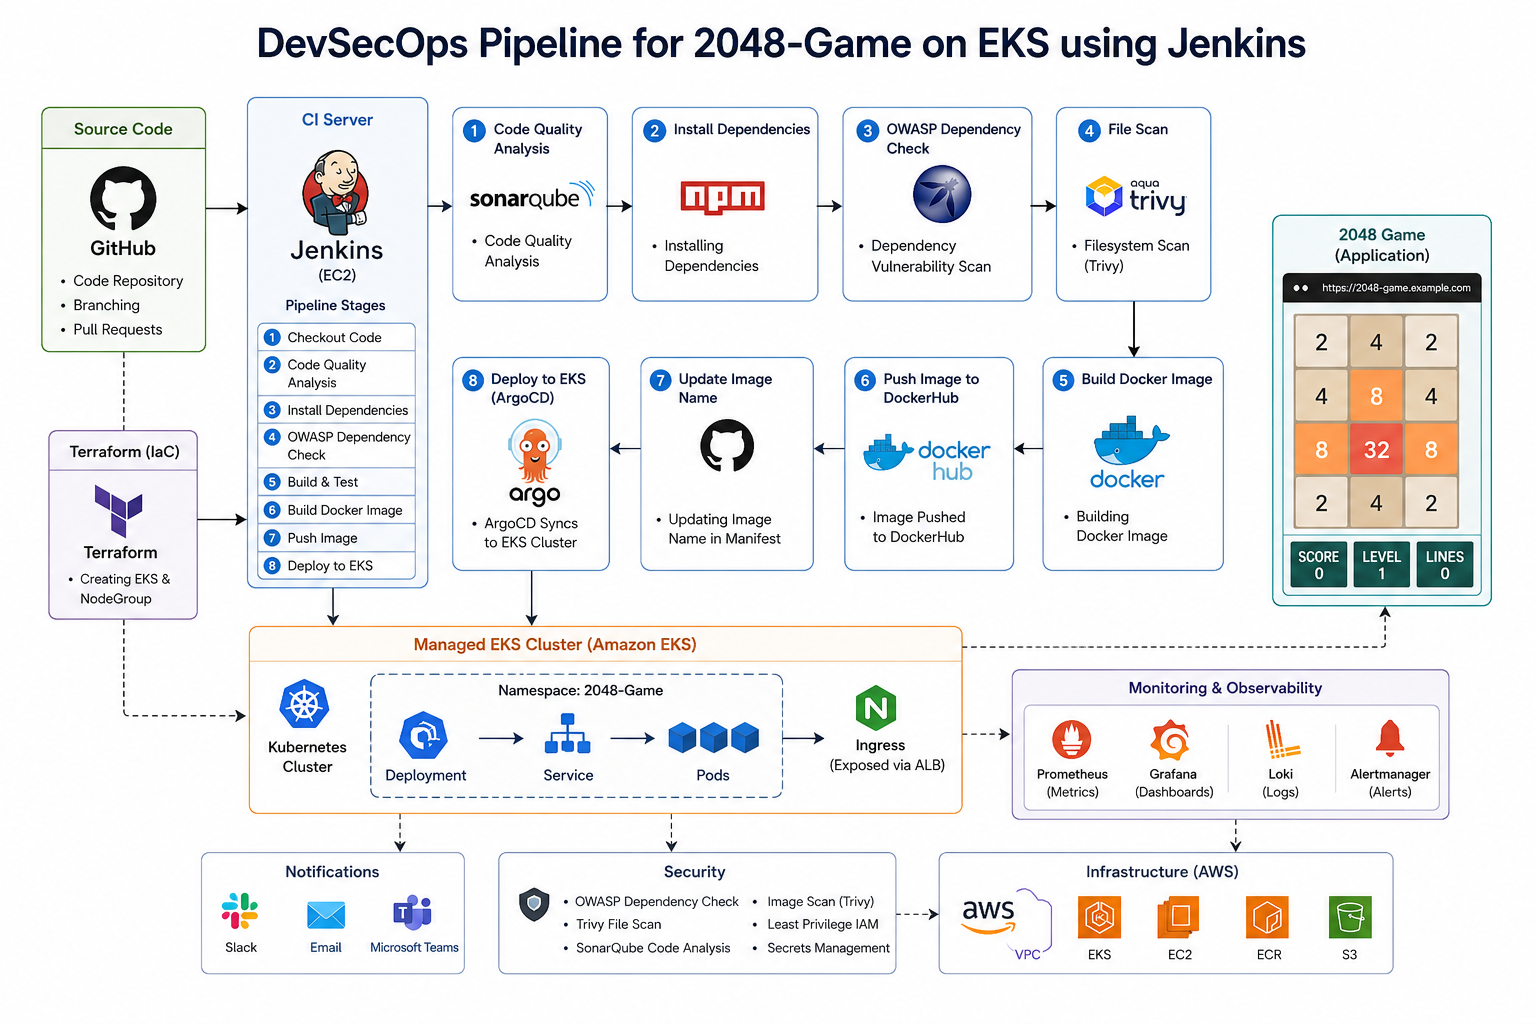 DevSecOps Pipeline for 2048-Game on EKS using Jenkins
Source Code
GitHub
• Code Repository
• Branching
• Pull Requests
Terraform (IaC)
Terraform
• Creating EKS &
NodeGroup
CI Server
Jenkins
(EC2)
Pipeline Stages
1 Checkout Code
2 Code Quality
Analysis
3 Install Dependencies
4 OWASP Dependency
Check
5 Build & Test
6 Build Docker Image
7 Push Image
8 Deploy to EKS
1 Code Quality
Analysis
sonarqube
• Code Quality
Analysis
2 Install Dependencies
npm
• Installing
Dependencies
3 OWASP Dependency
Check
• Dependency
Vulnerability Scan
4 File Scan
aqua
trivy
• Filesystem Scan
(Trivy)
5 Build Docker Image
docker
• Building
Docker Image
6 Push Image to
DockerHub
docker
hub
• Image Pushed
to DockerHub
7 Update Image
Name
• Updating Image
Name in Manifest
8 Deploy to EKS
(ArgoCD)
argo
• ArgoCD Syncs
to EKS Cluster
2048 Game
(Application)
https://2048-game.example.com
2 4 2
4 8 4
8 32 8
2 4 2
SCORE LEVEL LINES
0 1 0
Managed EKS Cluster (Amazon EKS)
Kubernetes
Cluster
Namespace: 2048-Game
Deployment
Service
Pods
N
Ingress
(Exposed via ALB)
Monitoring & Observability
Prometheus
(Metrics)
Grafana
(Dashboards)
Loki
(Logs)
Alertmanager
(Alerts)
Notifications
Slack
Email
T
Microsoft Teams
Security
• OWASP Dependency Check
• Trivy File Scan
• SonarQube Code Analysis
• Image Scan (Trivy)
• Least Privilege IAM
• Secrets Management
Infrastructure (AWS)
aws
VPC
EKS
EC2
ECR
S3